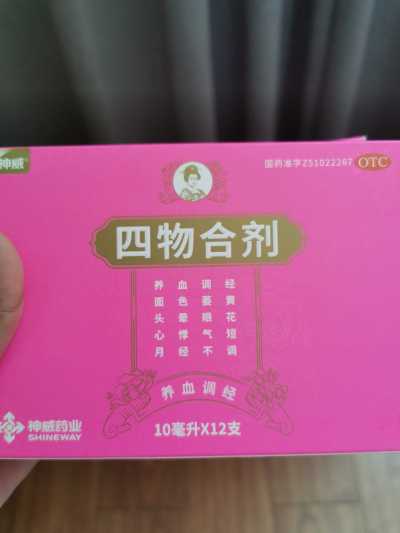 神威
国药准字Z51022267 OTC
四物合剂
养血调经
面色萎黄
头晕眼花
心悸气短
月经不调
养血调经
神威药业
SHINEWAY
10毫升X12支